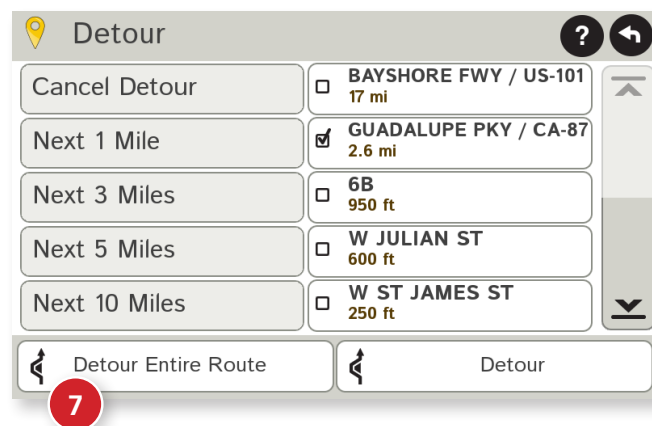 Detour
?
Cancel Detour
BAYSHORE FWY / US-101
17 mi
Next 1 Mile
GUADALUPE PKY / CA-87
2.6 mi
Next 3 Miles
6B
950 ft
Next 5 Miles
W JULIAN ST
600 ft
Next 10 Miles
W ST JAMES ST
250 ft
Detour Entire Route
Detour
7